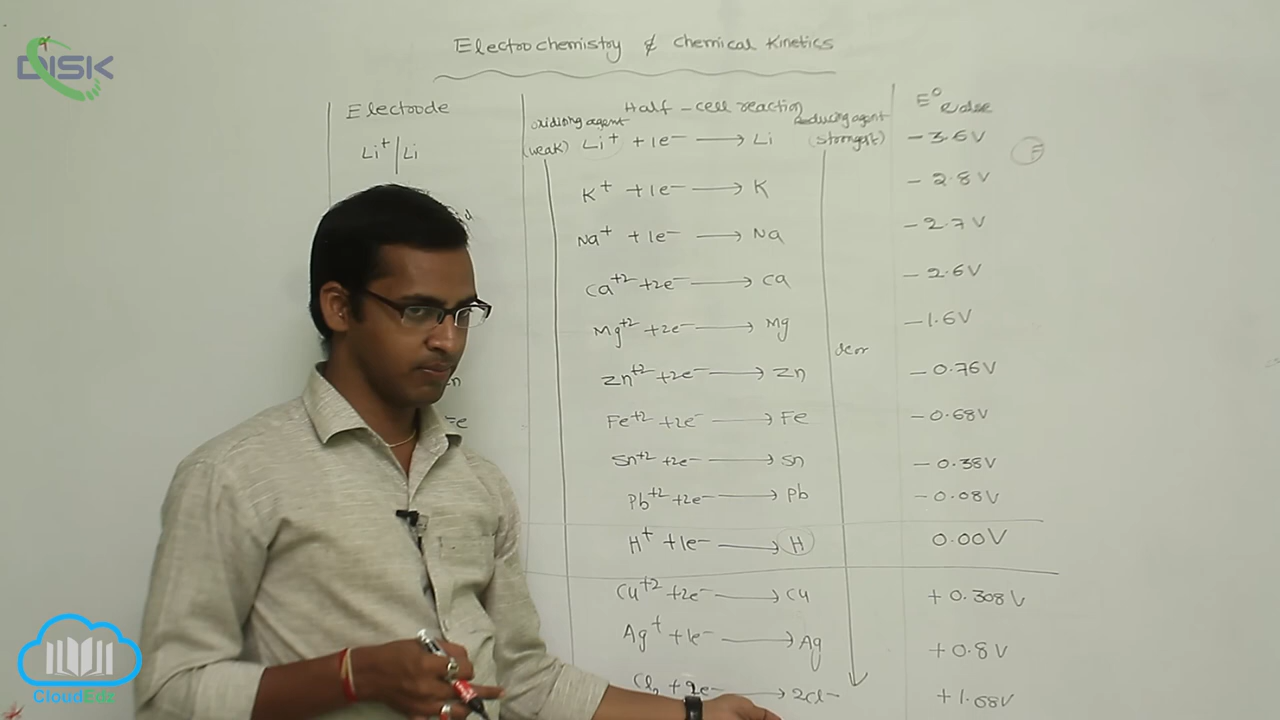 DISK
Electrochemistry & Chemical Kinetics
Electrode
Half-cell reaction
E° value
oxidising agent
reducing agent
Li⁺/Li
(weak) Li⁺ + 1e⁻ ⟶ Li (strongest)
-3.6V
K⁺ + 1e⁻ ⟶ K
-2.8V
Na⁺ + 1e⁻ ⟶ Na
-2.7V
Ca⁺² + 2e⁻ ⟶ Ca
-2.6V
Mg⁺² + 2e⁻ ⟶ Mg
-1.6V
Zn⁺² + 2e⁻ ⟶ Zn
-0.76V
Fe⁺² + 2e⁻ ⟶ Fe
-0.68V
Sn⁺² + 2e⁻ ⟶ Sn
-0.38V
Pb⁺² + 2e⁻ ⟶ Pb
-0.08V
H⁺ + 1e⁻ ⟶ H
0.00V
Cu⁺² + 2e⁻ ⟶ Cu
+0.308V
Ag⁺ + 1e⁻ ⟶ Ag
+0.8V
Cl₂ + 2e⁻ ⟶ 2Cl⁻
+1.68V
CloudEdz